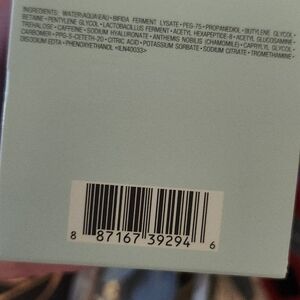 INGREDIENTS: WATER\AQUA\EAU • BIFIDA FERMENT LYSATE • PEG-75 • PROPANEDIOL • BUTYLENE GLYCOL •
BETAINE • PENTYLENE GLYCOL • LACTOBACILLUS FERMENT • ACETYL HEXAPEPTIDE-8 • ACETYL GLUCOSAMINE •
TREHALOSE • CAFFEINE • SODIUM HYALURONATE • ANTHEMIS NOBILIS (CHAMOMILE) • CAPRYLYL GLYCOL •
CARBOMER • PPG-5-CETETH-20 • CITRIC ACID • POTASSIUM SORBATE • SODIUM CITRATE • TROMETHAMINE •
DISODIUM EDTA • PHENOXYETHANOL <ILN40033>
8 87167 39294 6